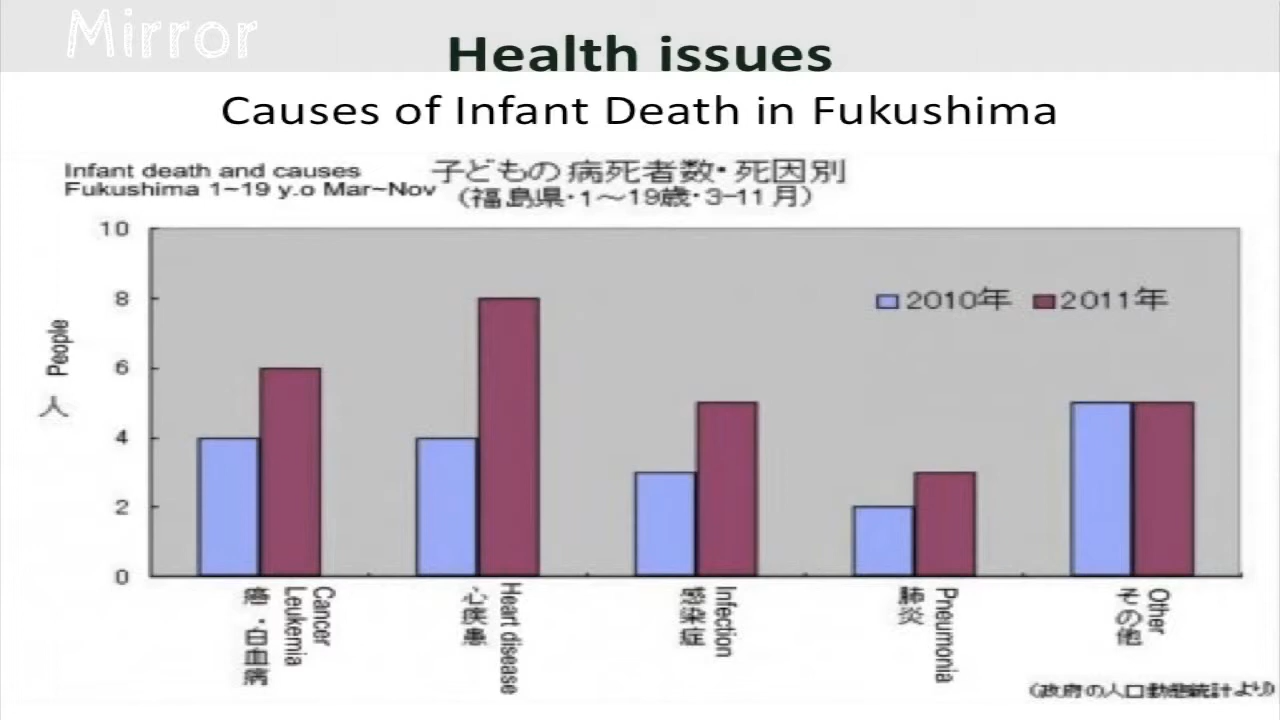 Mirror
Health issues
Causes of Infant Death in Fukushima
Infant death and causes
Fukushima 1~19 y.o Mar~Nov
子どもの病死者数・死因別
(福島県・1～19歳・3-11月)
10
8
6
4
2
0
People
人
2010年
2011年
Cancer
Leukemia
癌・白血病
Heart disease
心疾患
Infection
感染症
Pneumonia
肺炎
Other
その他
(政府の人口動態統計より)